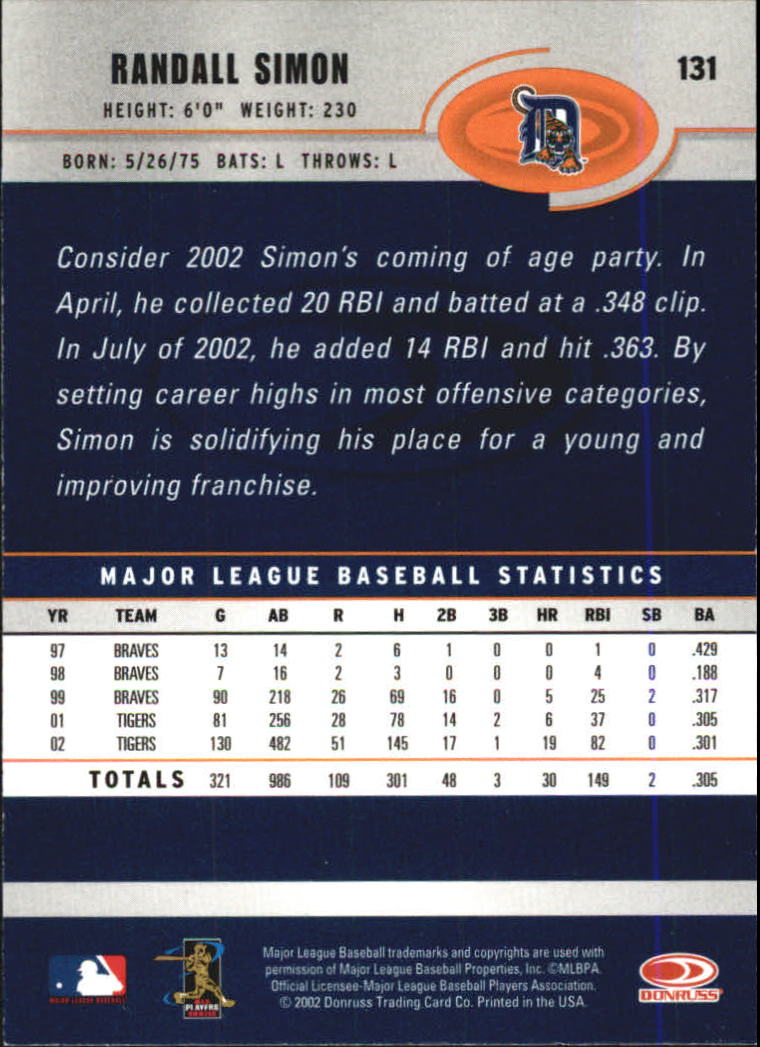 RANDALL SIMON
131
HEIGHT: 6'0" WEIGHT: 230
BORN: 5/26/75 BATS: L THROWS: L
D
Consider 2002 Simon's coming of age party. In
April, he collected 20 RBI and batted at a .348 clip.
In July of 2002, he added 14 RBI and hit .363. By
setting career highs in most offensive categories,
Simon is solidifying his place for a young and
improving franchise.
MAJOR LEAGUE BASEBALL STATISTICS
YR TEAM G AB R H 2B 3B HR RBI SB BA
97 BRAVES 13 14 2 6 1 0 0 1 0 .429
98 BRAVES 7 16 2 3 0 0 0 4 0 .188
99 BRAVES 90 218 26 69 16 0 5 25 2 .317
01 TIGERS 81 256 28 78 14 2 6 37 0 .305
02 TIGERS 130 482 51 145 17 1 19 82 0 .301
TOTALS 321 986 109 301 48 3 30 149 2 .305
MAJOR LEAGUE BASEBALL
PLAYERS
CHOICE
Major League Baseball trademarks and copyrights are used with
permission of Major League Baseball Properties, Inc. ©MLBPA.
Official Licensee-Major League Baseball Players Association.
© 2002 Donruss Trading Card Co. Printed in the USA.
DONRUSS